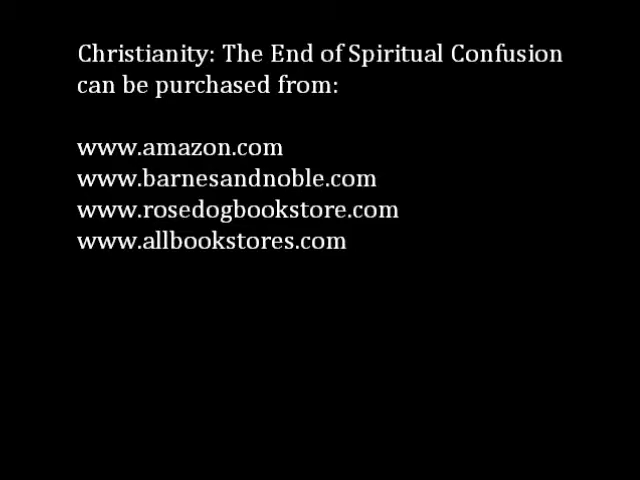 Christianity: The End of Spiritual Confusion
can be purchased from:
www.amazon.com
www.barnesandnoble.com
www.rosedogbookstore.com
www.allbookstores.com